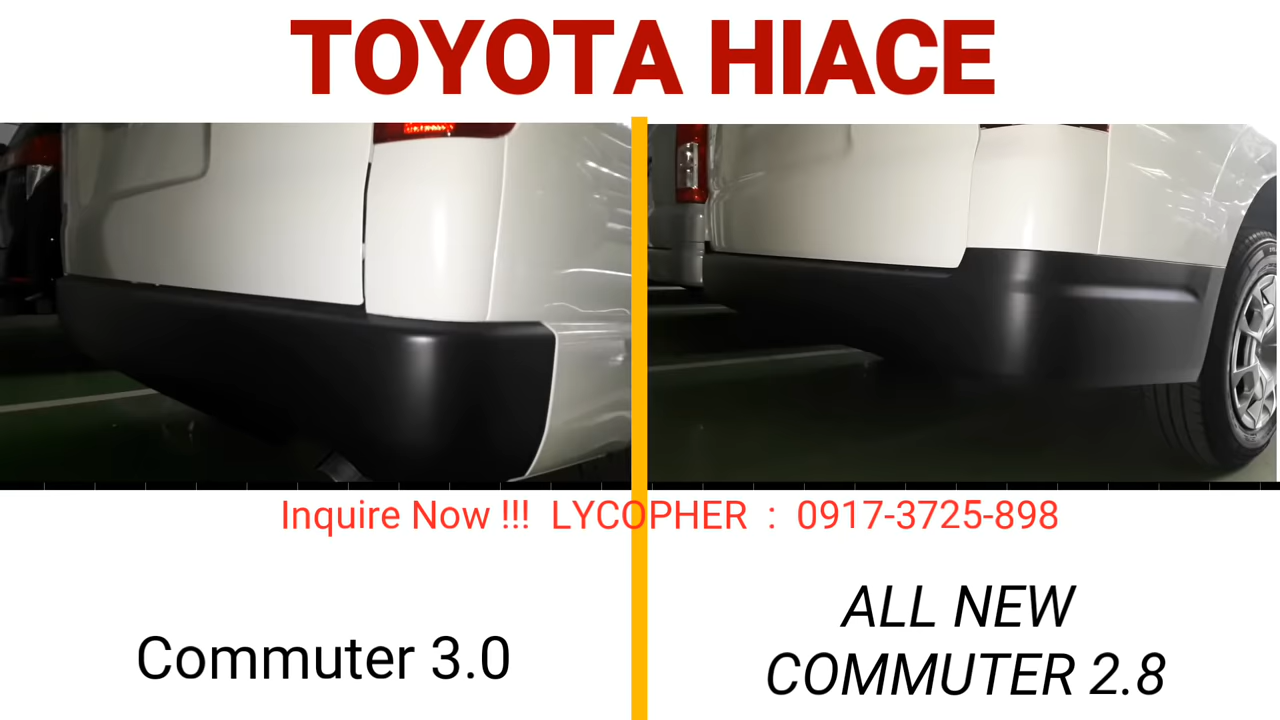 TOYOTA HIACE
Inquire Now !!!  LYCOPHER  :  0917-3725-898
Commuter 3.0
ALL NEW
COMMUTER 2.8